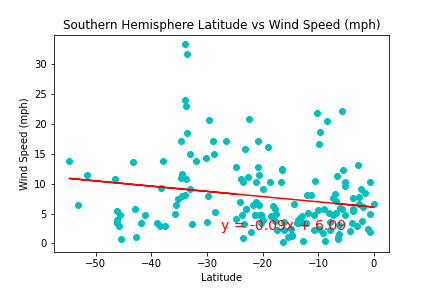 Southern Hemisphere Latitude vs Wind Speed (mph)
Wind Speed (mph)
30
25
20
15
10
5
0
y = -0.09x + 6.09
−50 −40 −30 −20 −10 0
Latitude